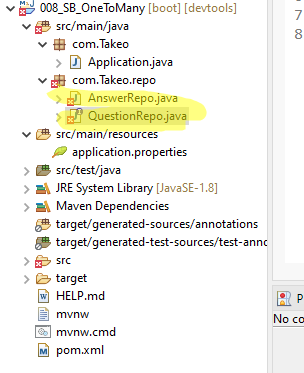 008_SB_OneToMany [boot] [devtools]
src/main/java
com.Takeo
Application.java
com.Takeo.repo
AnswerRepo.java
QuestionRepo.java
src/main/resources
application.properties
src/test/java
JRE System Library [JavaSE-1.8]
Maven Dependencies
target/generated-sources/annotations
target/generated-test-sources/test-anno
src
target
HELP.md
mvnw
mvnw.cmd
pom.xml
7
8
P
No co